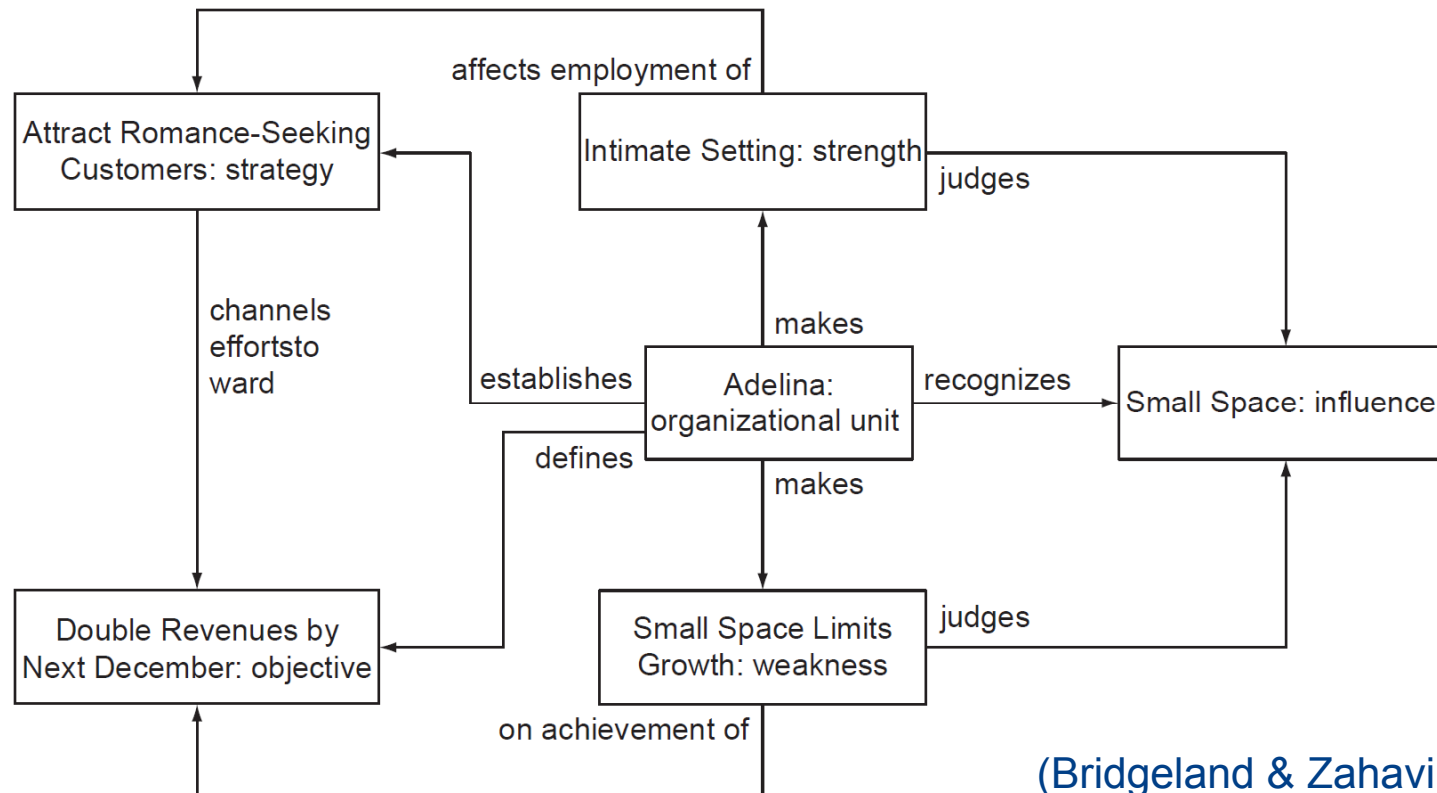 affects employment of
Attract Romance-Seeking
Customers: strategy
Intimate Setting: strength
judges
channels
effortsto
ward
makes
establishes
Adelina:
organizational unit
recognizes
Small Space: influence
defines
makes
Double Revenues by
Next December: objective
Small Space Limits
Growth: weakness
judges
on achievement of
(Bridgeland & Zahavi